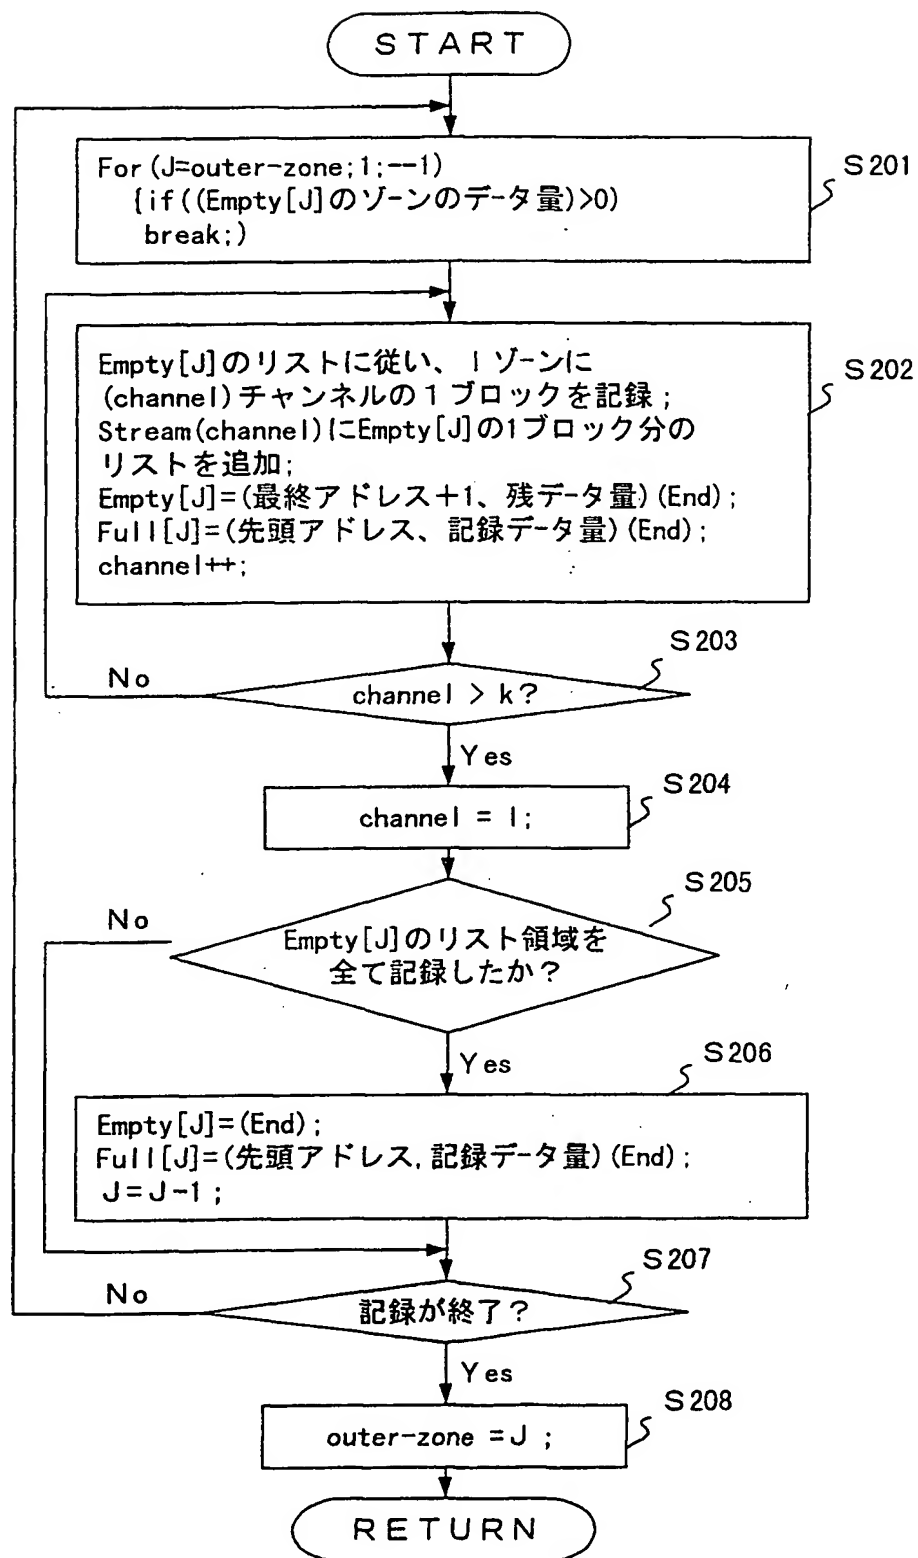 START
For(J=outer-zone;1;--1)
{if((Empty[J]のゾーンのデータ量)>0)
break;)
S201
Empty[J]のリストに従い、1ゾーンに
(channel)チャンネルの1ブロックを記録;
Stream(channel)にEmpty[J]の1ブロック分の
リストを追加;
Empty[J]=(最終アドレス+1、残データ量)(End);
Full[J]=(先頭アドレス、記録データ量)(End);
channel++;
S202
S203
channel > k?
No
Yes
S204
channel = 1;
S205
No
Empty[J]のリスト領域を
全て記録したか?
Yes
S206
Empty[J]=(End);
Full[J]=(先頭アドレス,記録データ量)(End);
J=J-1;
S207
No
記録が終了?
Yes
S208
outer-zone =J ;
RETURN